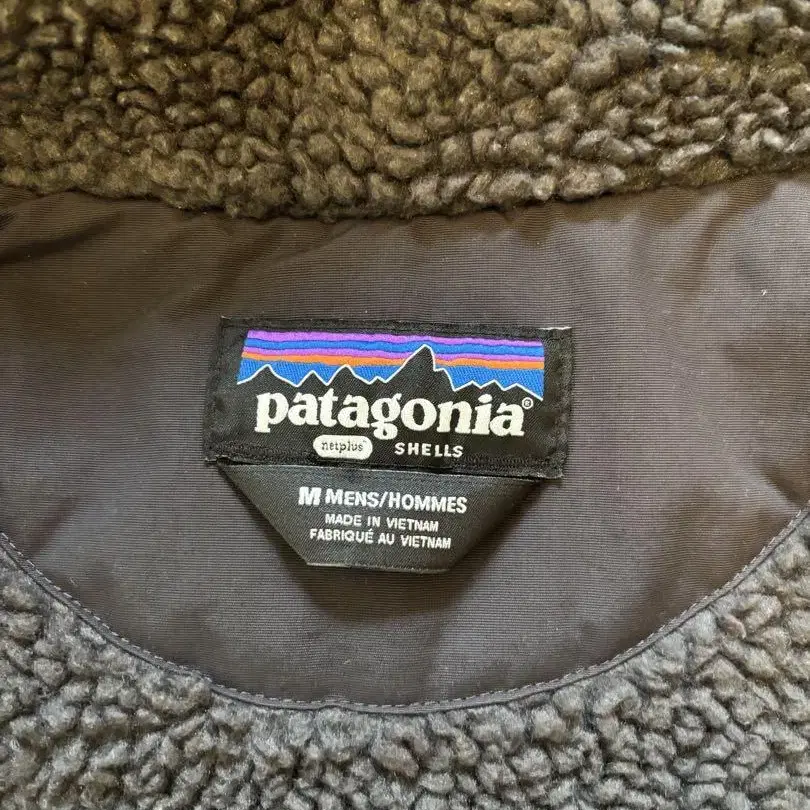 patagonia®
netplus® SHELLS
M MENS/HOMMES
MADE IN VIETNAM
FABRIQUÉ AU VIETNAM